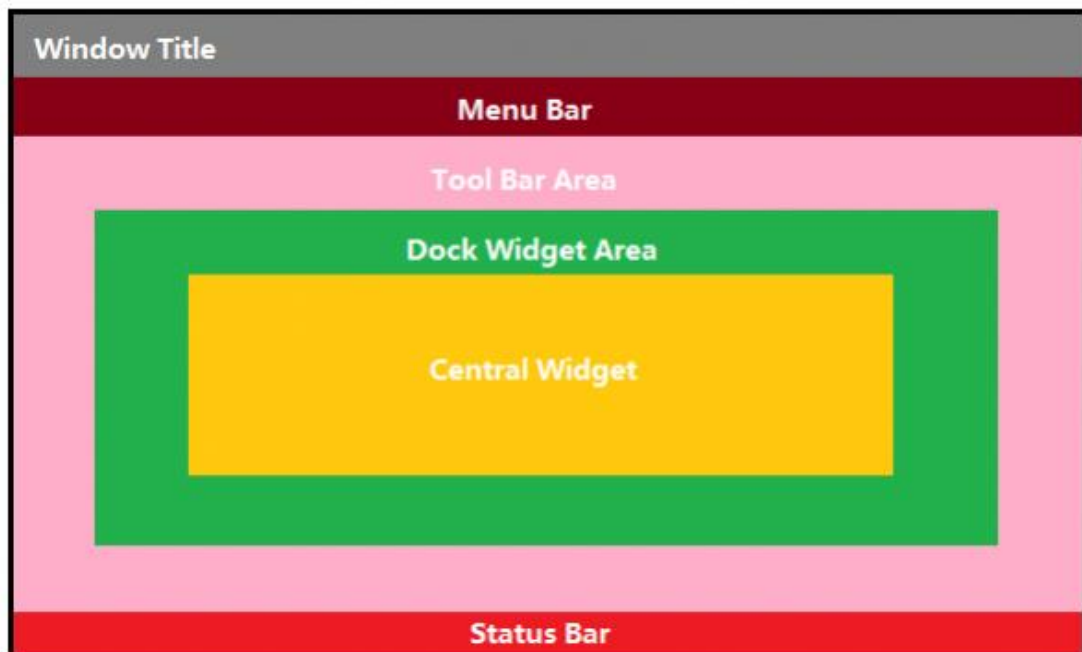 Window Title
Menu Bar
Tool Bar Area
Dock Widget Area
Central Widget
Status Bar